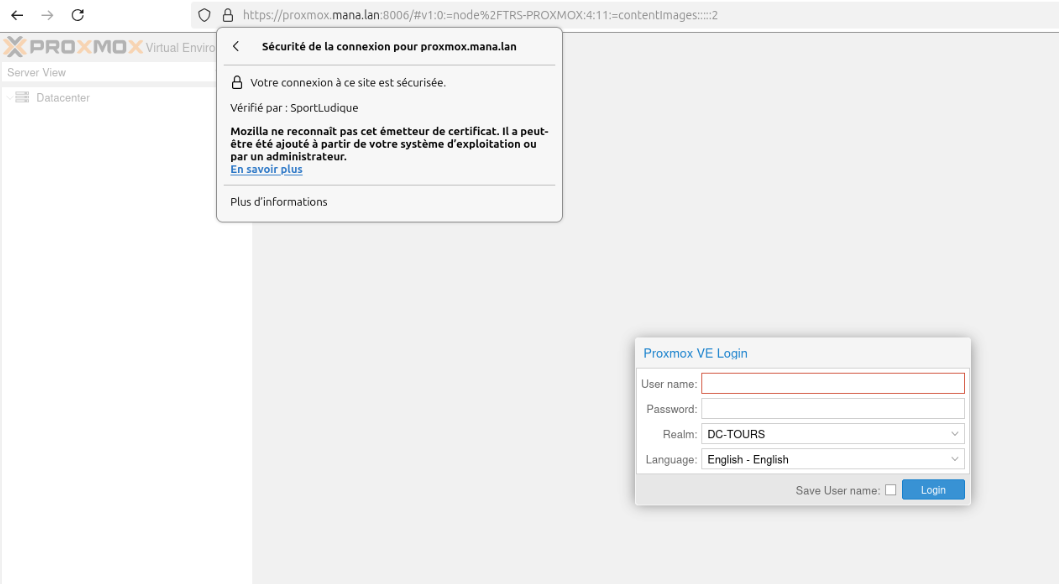 https://proxmox.mana.lan:8006/#v1:0:=node%2FTRS-PROXMOX:4:11:=contentImages:::::2
PROXMOX Virtual Enviro
Server View
Datacenter
Sécurité de la connexion pour proxmox.mana.lan
Votre connexion à ce site est sécurisée.
Vérifié par : SportLudique
Mozilla ne reconnaît pas cet émetteur de certificat. Il a peut-
être été ajouté à partir de votre système d'exploitation ou
par un administrateur.
En savoir plus
Plus d'informations
Proxmox VE Login
User name:
Password:
Realm: DC-TOURS
Language: English - English
Save User name: Login